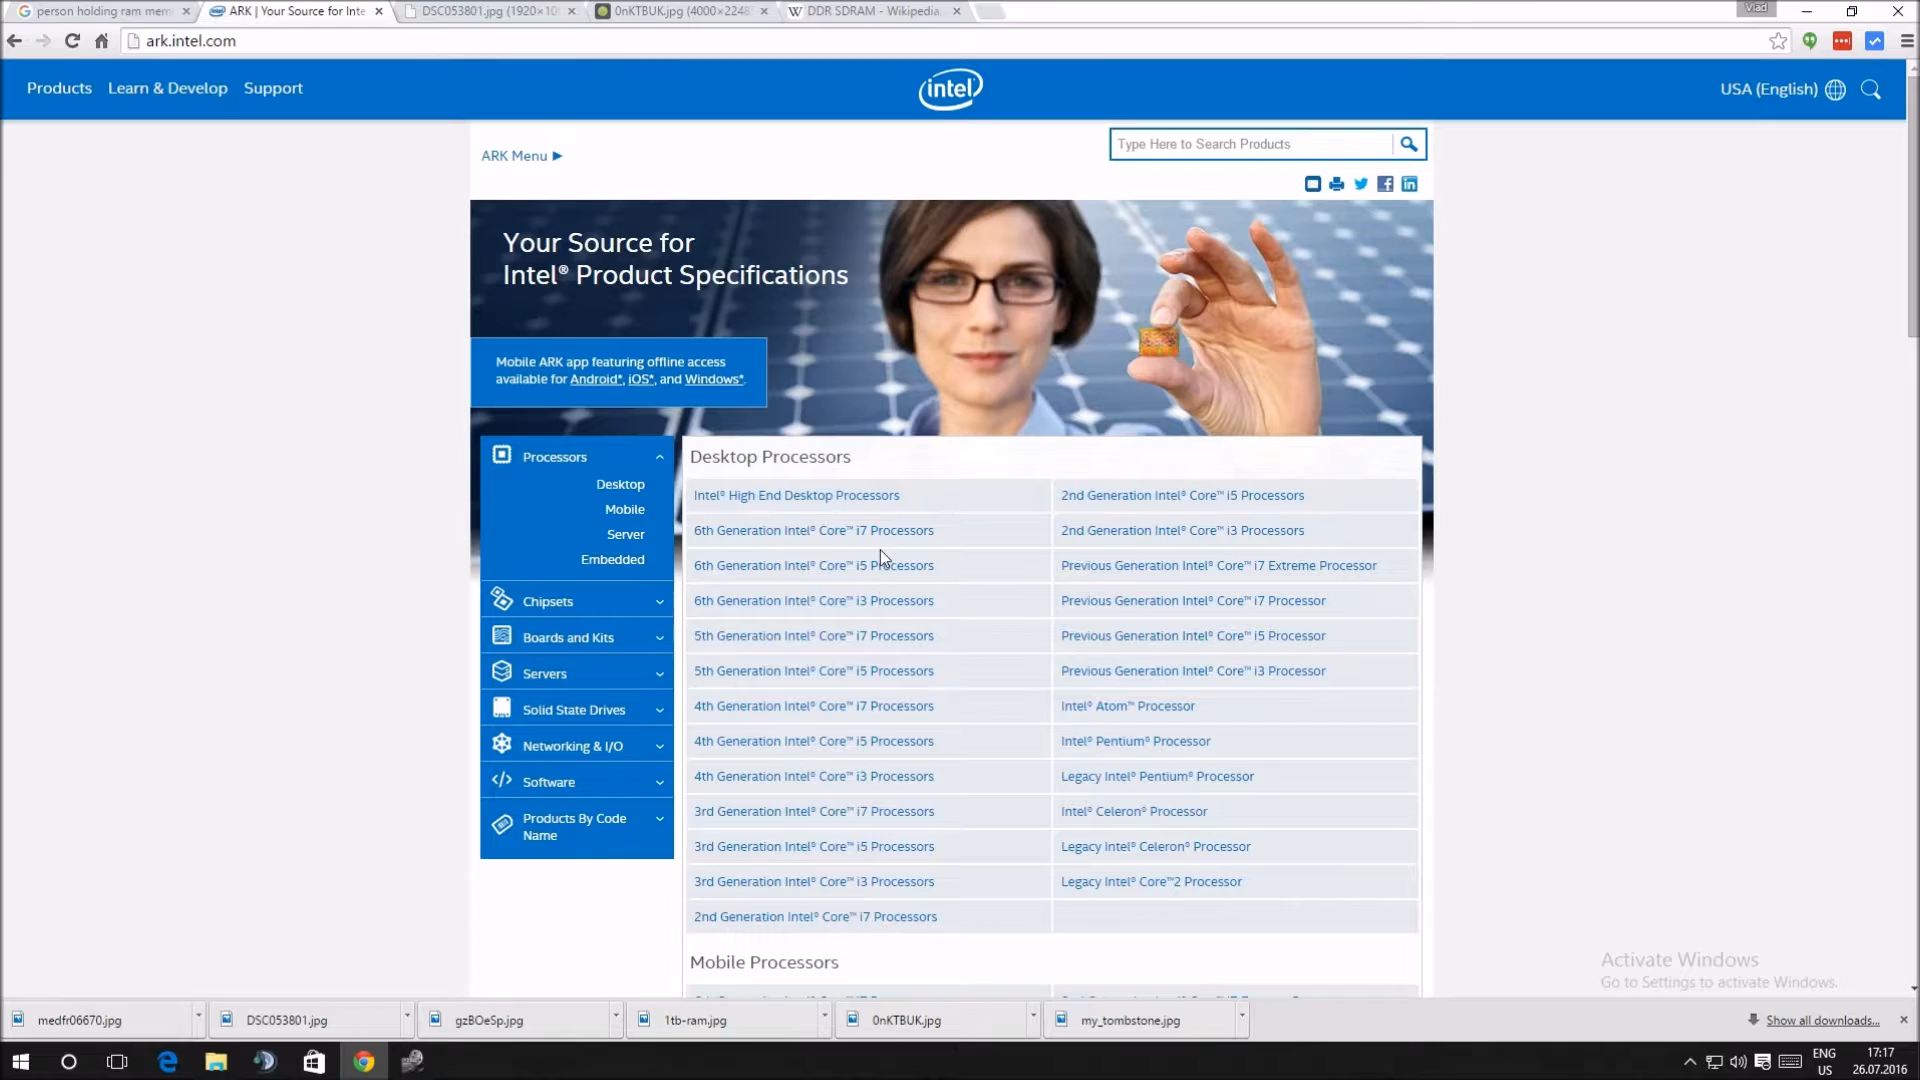 person holding ram mem
ARK | Your Source for Inte
DSC053801.jpg (1920×10
0nKTBUK.jpg (4000×2248
DDR SDRAM - Wikipedia,
Vlad
ark.intel.com
Products
Learn & Develop
Support
intel
USA (English)
ARK Menu ▶
Type Here to Search Products
Your Source for
Intel® Product Specifications
Mobile ARK app featuring offline access
available for Android*, iOS*, and Windows*.
Processors
Desktop
Mobile
Server
Embedded
Chipsets
Boards and Kits
Servers
Solid State Drives
Networking & I/O
Software
Products By Code
Name
Desktop Processors
Intel® High End Desktop Processors
6th Generation Intel® Core™ i7 Processors
6th Generation Intel® Core™ i5 Processors
6th Generation Intel® Core™ i3 Processors
5th Generation Intel® Core™ i7 Processors
5th Generation Intel® Core™ i5 Processors
4th Generation Intel® Core™ i7 Processors
4th Generation Intel® Core™ i5 Processors
4th Generation Intel® Core™ i3 Processors
3rd Generation Intel® Core™ i7 Processors
3rd Generation Intel® Core™ i5 Processors
3rd Generation Intel® Core™ i3 Processors
2nd Generation Intel® Core™ i7 Processors
2nd Generation Intel® Core™ i5 Processors
2nd Generation Intel® Core™ i3 Processors
Previous Generation Intel® Core™ i7 Extreme Processor
Previous Generation Intel® Core™ i7 Processor
Previous Generation Intel® Core™ i5 Processor
Previous Generation Intel® Core™ i3 Processor
Intel® Atom™ Processor
Intel® Pentium® Processor
Legacy Intel® Pentium® Processor
Intel® Celeron® Processor
Legacy Intel® Celeron® Processor
Legacy Intel® Core™2 Processor
Mobile Processors
Activate Windows
Go to Settings to activate Windows.
medfr06670.jpg
DSC053801.jpg
gzBOeSp.jpg
1tb-ram.jpg
0nKTBUK.jpg
my_tombstone.jpg
Show all downloads...
ENG
US
17:17
26.07.2016